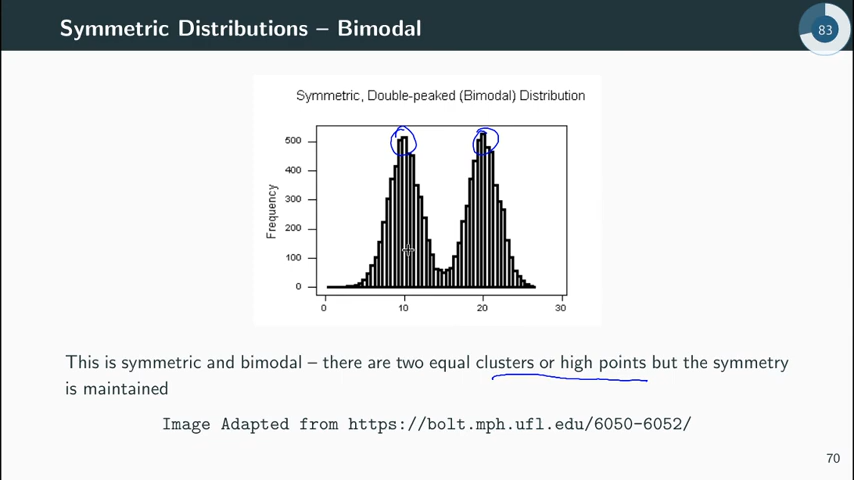 Symmetric Distributions – Bimodal
83
Symmetric, Double-peaked (Bimodal) Distribution
Frequency
500
400
300
200
100
0
0 10 20 30
This is symmetric and bimodal – there are two equal clusters or high points but the symmetry
is maintained
Image Adapted from https://bolt.mph.ufl.edu/6050-6052/
70